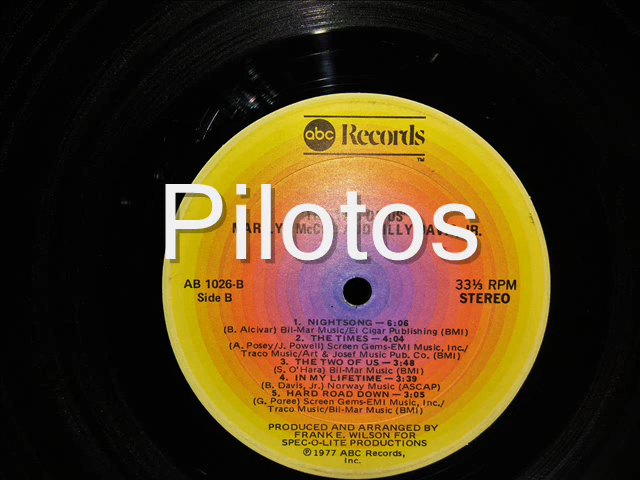 abc Records
TM
Pilotos
AB 1026-B
Side B
33⅓ RPM
STEREO
1. NIGHTSONG — 6:06
(B. Alcivar) Bil-Mar Music/El Cigar Publishing (BMI)
2. THE TIMES — 4:04
(A. Posey/J. Powell) Screen Gems-EMI Music, Inc./
Traco Music/Art & Josef Music Pub. Co. (BMI)
3. THE TWO OF US — 3:48
(S. O'Hara) Bil-Mar Music (BMI)
4. IN MY LIFETIME — 3:39
(B. Davis, Jr.) Norway Music (ASCAP)
5. HARD ROAD DOWN — 3:05
(G. Poree) Screen Gems-EMI Music, Inc./
Traco Music/Bil-Mar Music (BMI)
PRODUCED AND ARRANGED BY
FRANK E. WILSON FOR
SPEC-O-LITE PRODUCTIONS
℗ 1977 ABC Records,
Inc.